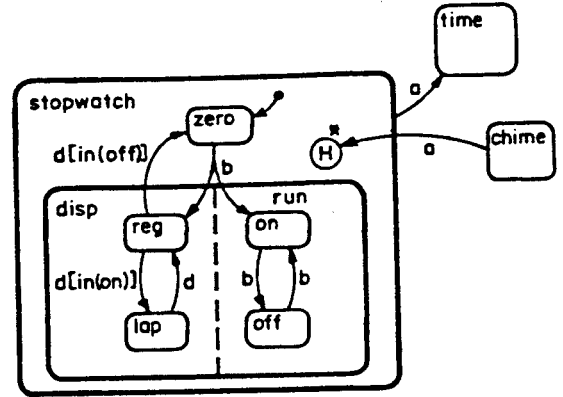 time
stopwatch
a
zero
*
H
a
chime
d[in(off)]
b
disp
run
reg
on
d[in(on)]
d
b
b
lap
off